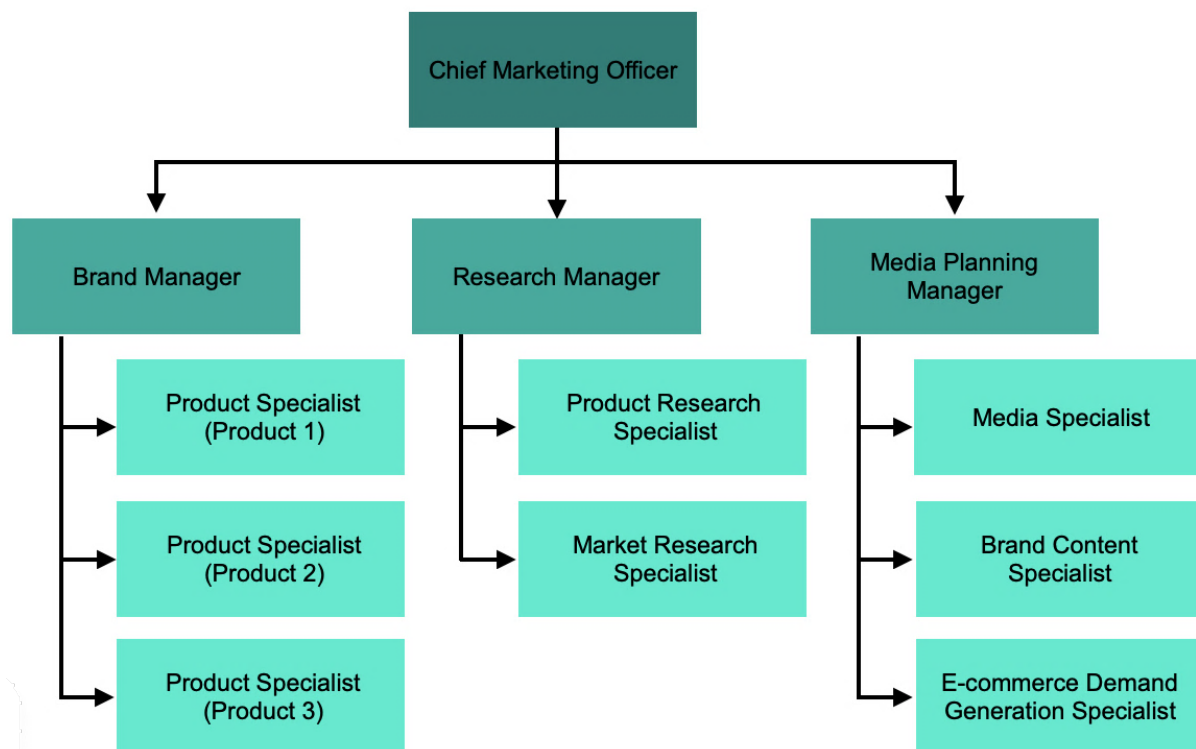 Chief Marketing Officer
Brand Manager
Research Manager
Media Planning
Manager
Product Specialist
(Product 1)
Product Research
Specialist
Media Specialist
Product Specialist
(Product 2)
Market Research
Specialist
Brand Content
Specialist
Product Specialist
(Product 3)
E-commerce Demand
Generation Specialist